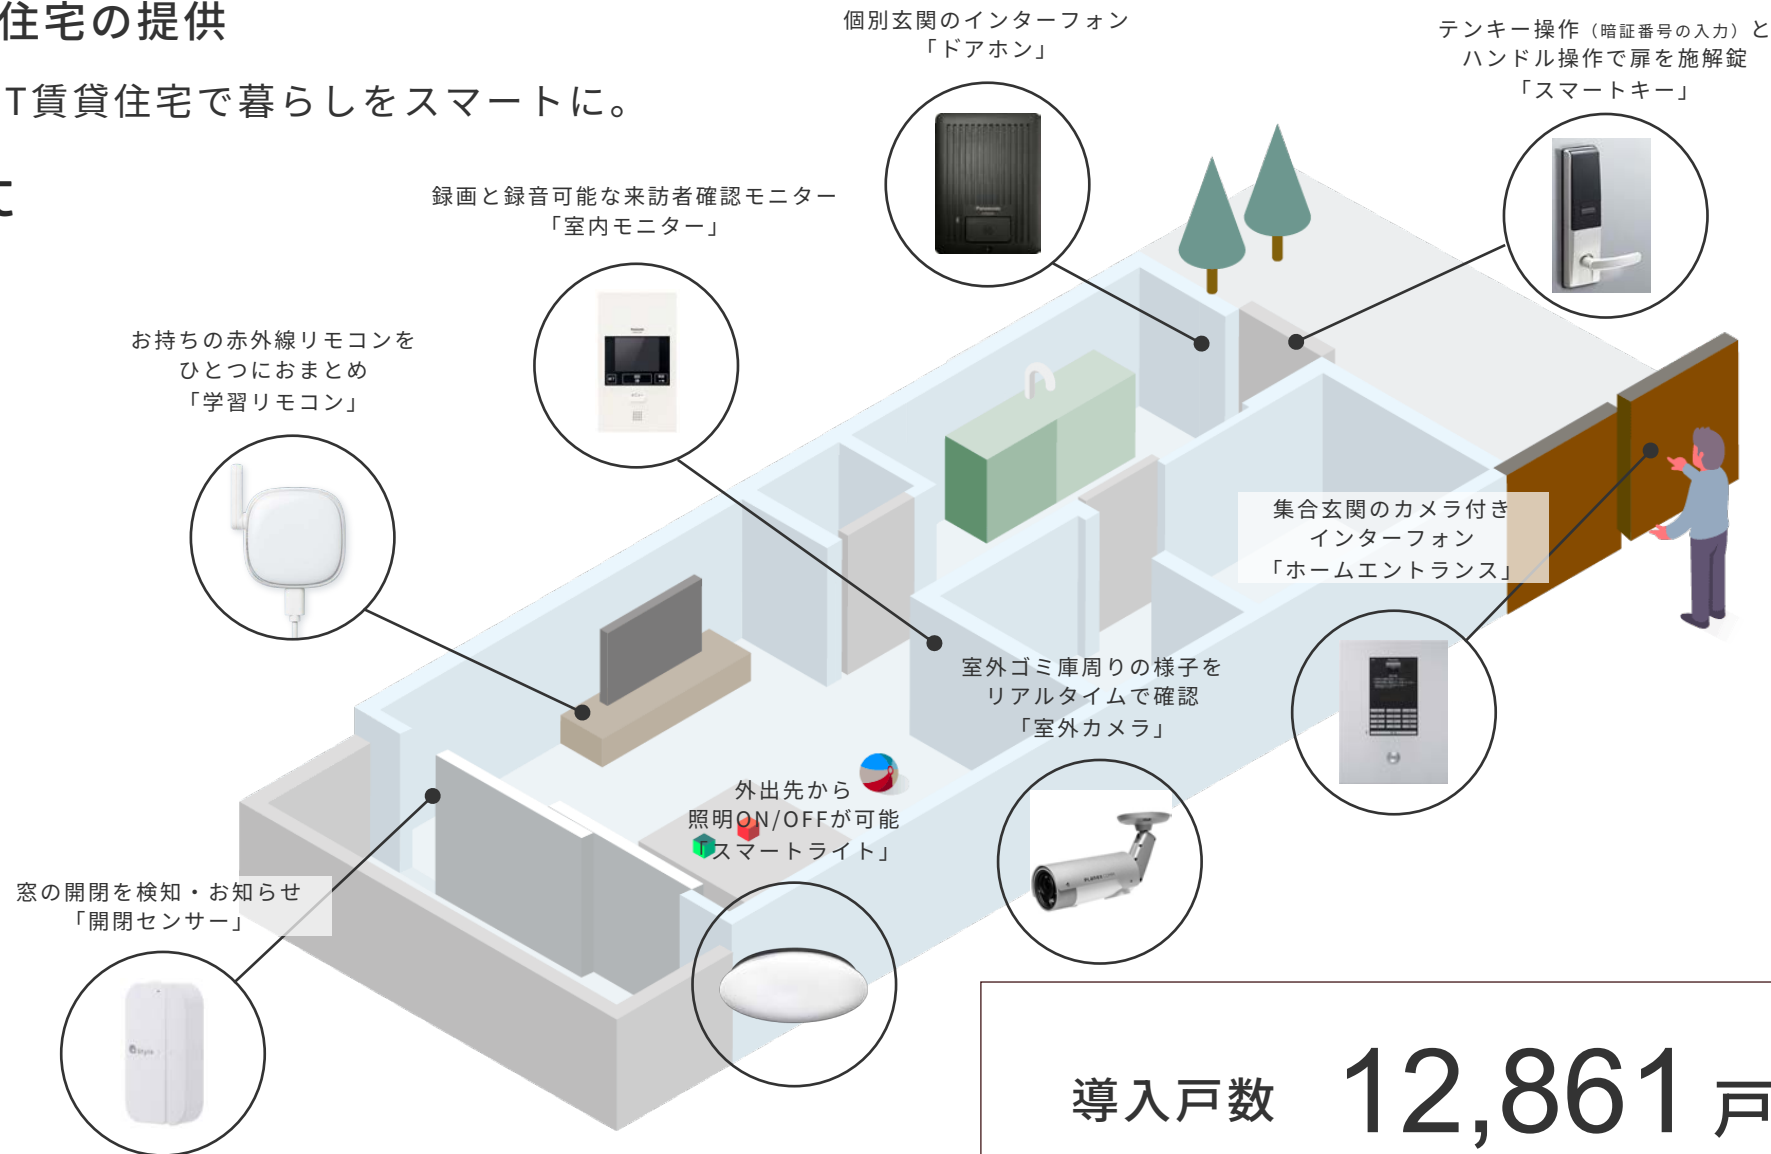 住宅の提供
T賃貸住宅で暮らしをスマートに。
個別玄関のインターフォン
「ドアホン」
テンキー操作（暗証番号の入力）と
ハンドル操作で扉を施解錠
「スマートキー」
録画と録音可能な来訪者確認モニター
「室内モニター」
お持ちの赤外線リモコンを
ひとつにおまとめ
「学習リモコン」
集合玄関のカメラ付き
インターフォン
「ホームエントランス」
室外ゴミ庫周りの様子を
リアルタイムで確認
「室外カメラ」
外出先から
照明ON/OFFが可能
「スマートライト」
窓の開閉を検知・お知らせ
「開閉センサー」
導入戸数 12,861 戸